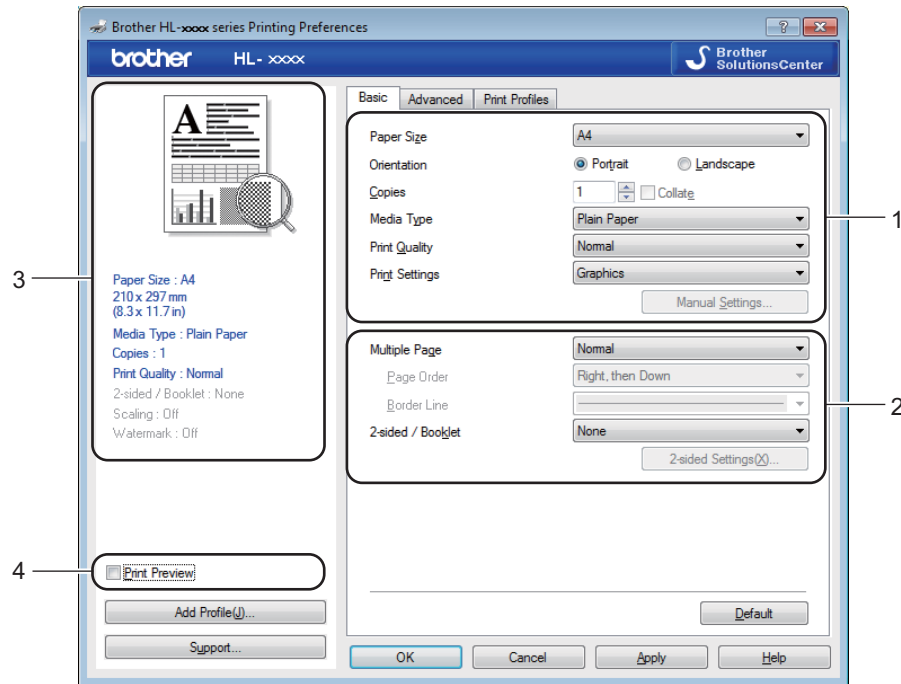 Brother HL-xxxx series Printing Preferences
brother HL- xxxx
Brother
SolutionsCenter
A
Paper Size : A4
210 x 297 mm
(8.3 x 11.7 in)
Media Type : Plain Paper
Copies : 1
Print Quality : Normal
2-sided / Booklet : None
Scaling : Off
Watermark : Off
3
Print Preview
4
Add Profile(J)...
Support...
Basic Advanced Print Profiles
Paper Size A4
Orientation Portrait Landscape
Copies 1 Collate
Media Type Plain Paper
Print Quality Normal
Print Settings Graphics
Manual Settings...
1
Multiple Page Normal
Page Order Right, then Down
Border Line
2-sided / Booklet None
2-sided Settings(X)...
2
Default
OK Cancel Apply Help